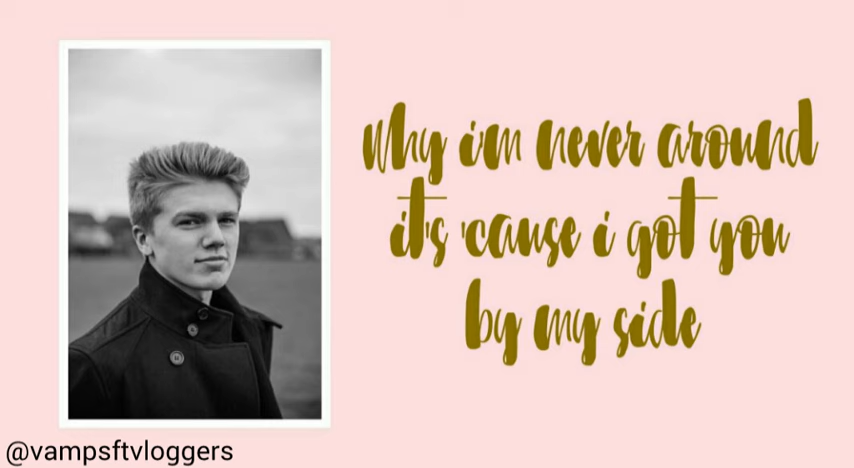 why i'm never around
it's 'cause i got you
by my side
@vampsftvloggers